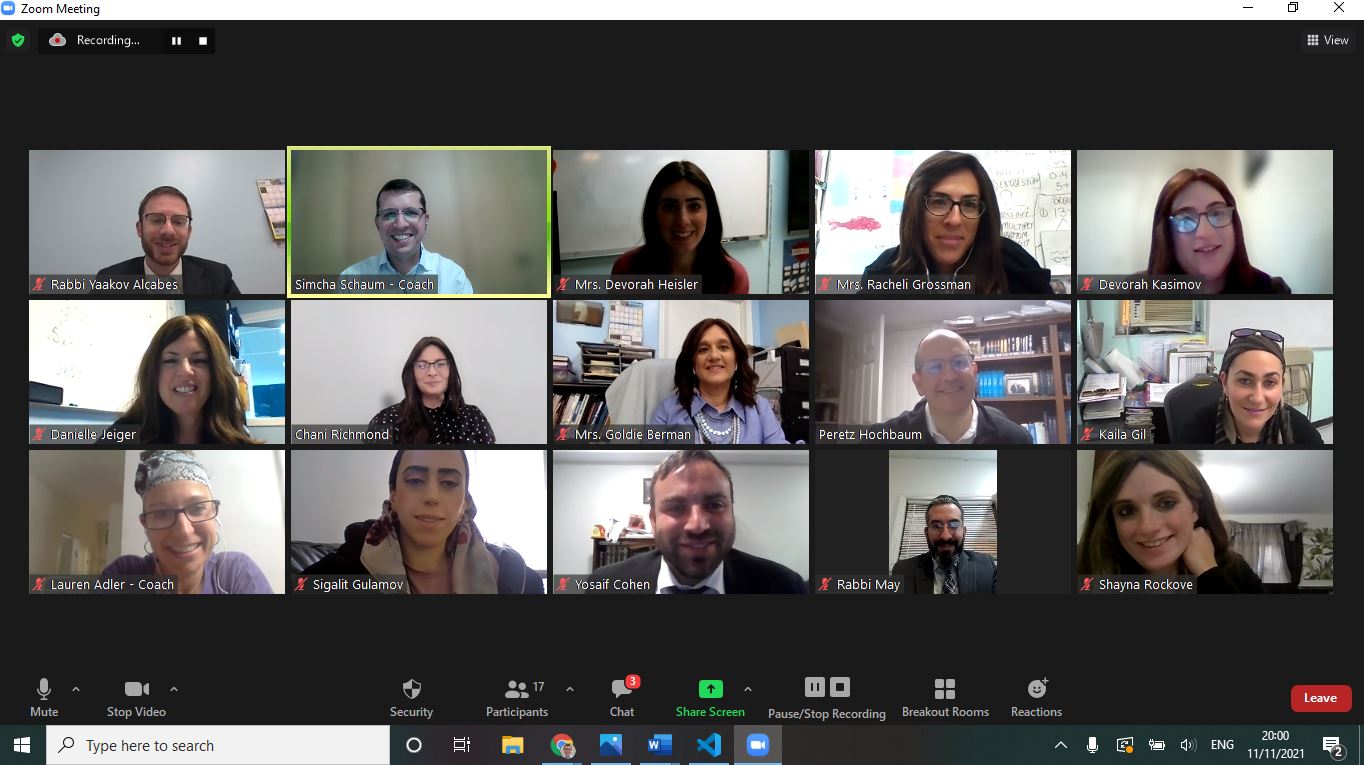 Zoom Meeting
Recording...
View
Rabbi Yaakov Alcabes
Simcha Schaum - Coach
Mrs. Devorah Heisler
Mrs. Racheli Grossman
Devorah Kasimov
Danielle Jeiger
Chani Richmond
Mrs. Goldie Berman
Peretz Hochbaum
Kaila Gil
Lauren Adler - Coach
Sigalit Gulamov
Yosaif Cohen
Rabbi May
Shayna Rockove
Mute
Stop Video
Security
17
Participants
3
Chat
Share Screen
Pause/Stop Recording
Breakout Rooms
Reactions
Leave
Type here to search
ENG
20:00
11/11/2021
2